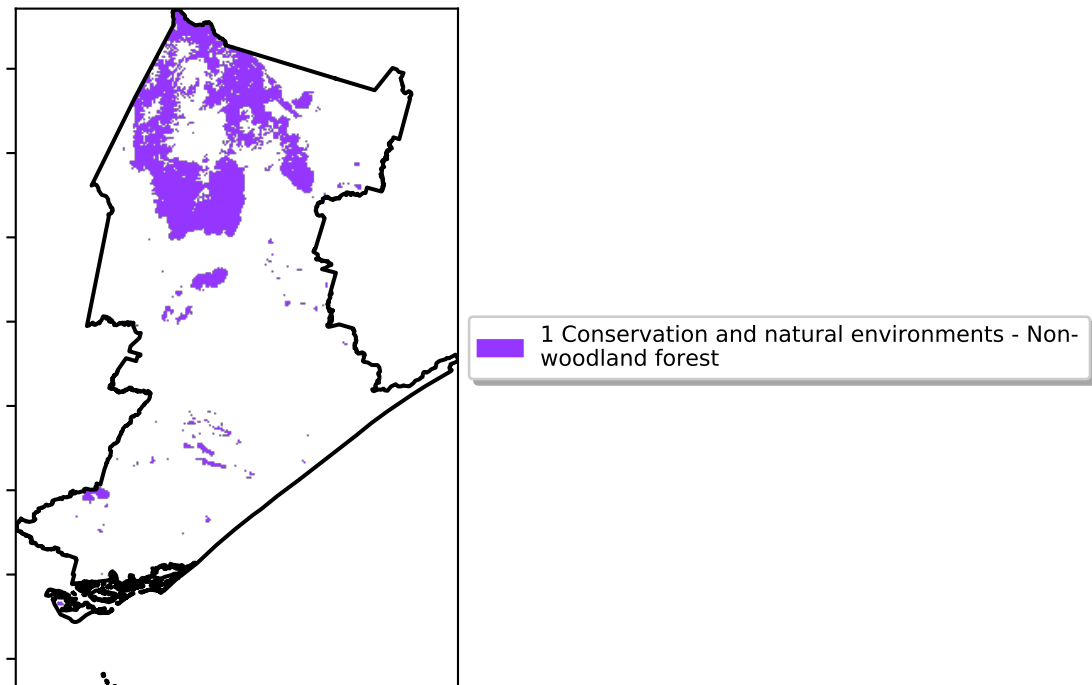 1 Conservation and natural environments - Non-
woodland forest